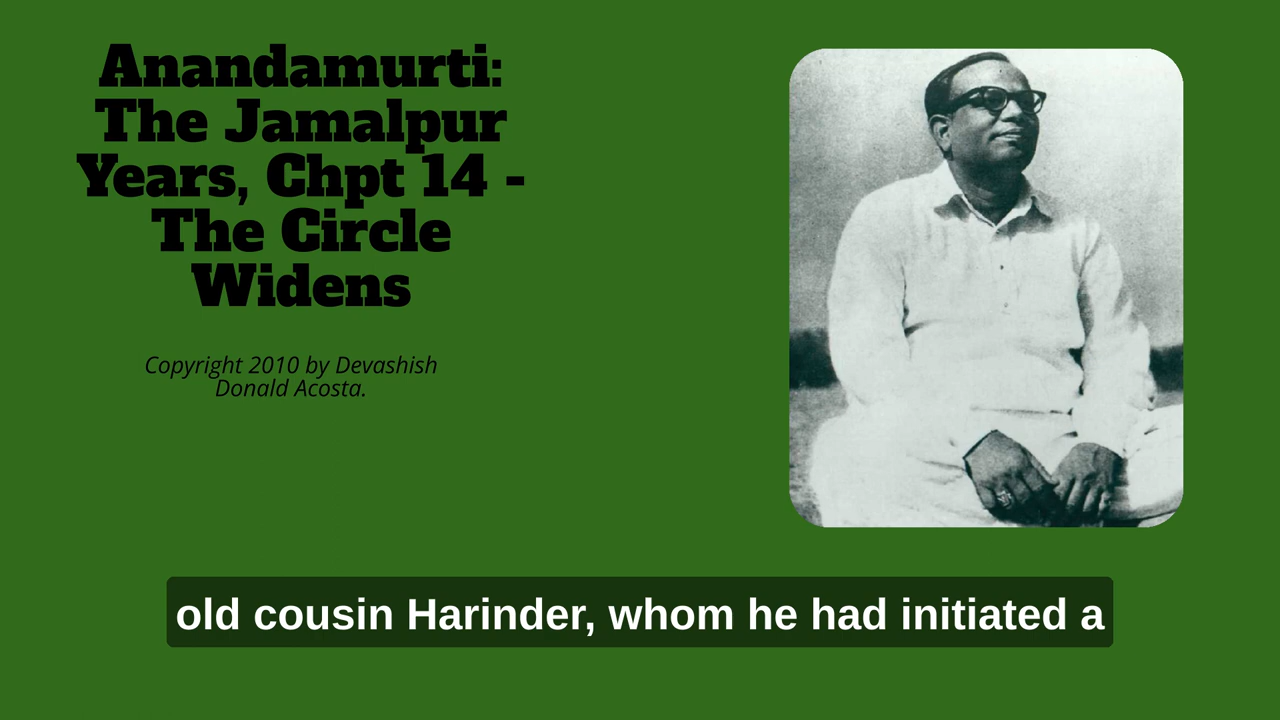 Anandamurti:
The Jamalpur
Years, Chpt 14 -
The Circle
Widens
Copyright 2010 by Devashish
Donald Acosta.
old cousin Harinder, whom he had initiated a